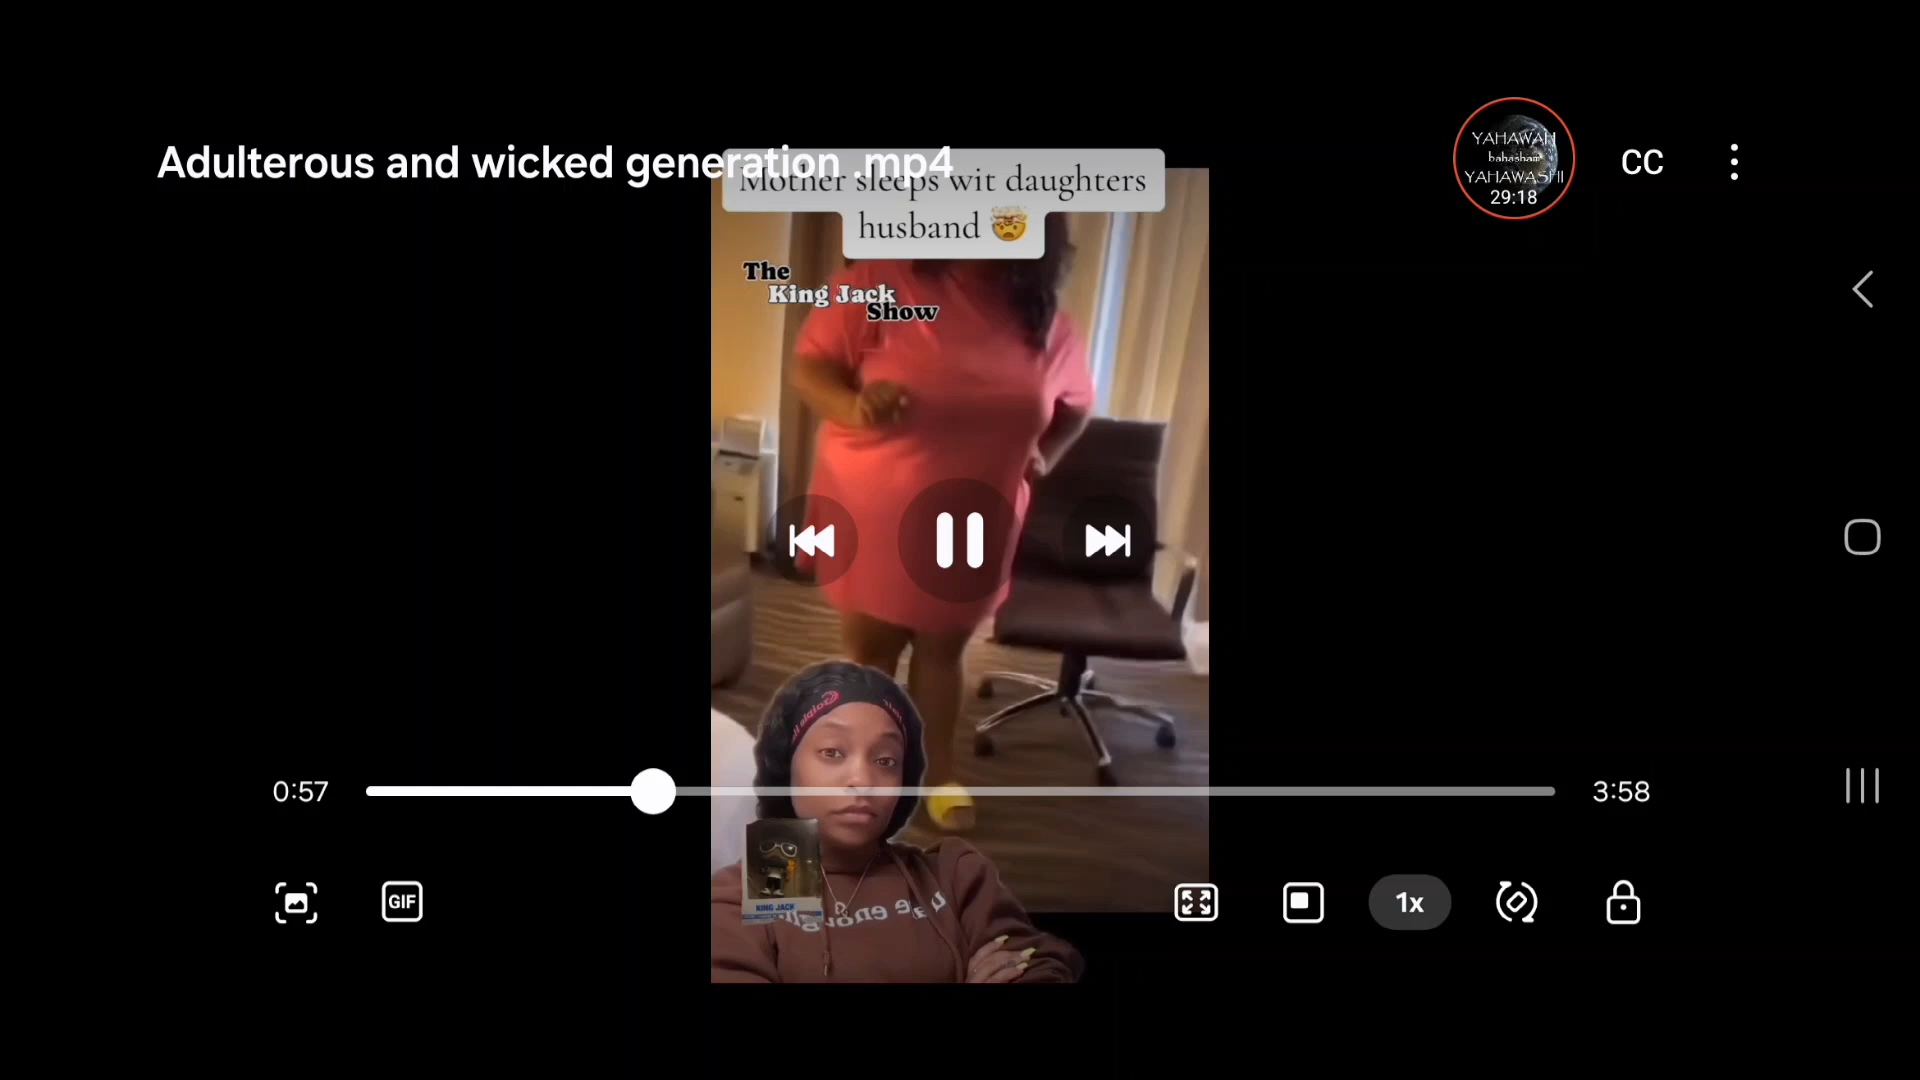 Adulterous and wicked generation .mp4
YAHAWAH
bahasham
YAHAWASHI
29:18
CC
Mother sleeps wit daughters
husband 🤯
The
King Jack
Show
0:57
3:58
KING JACK
GIF
1x